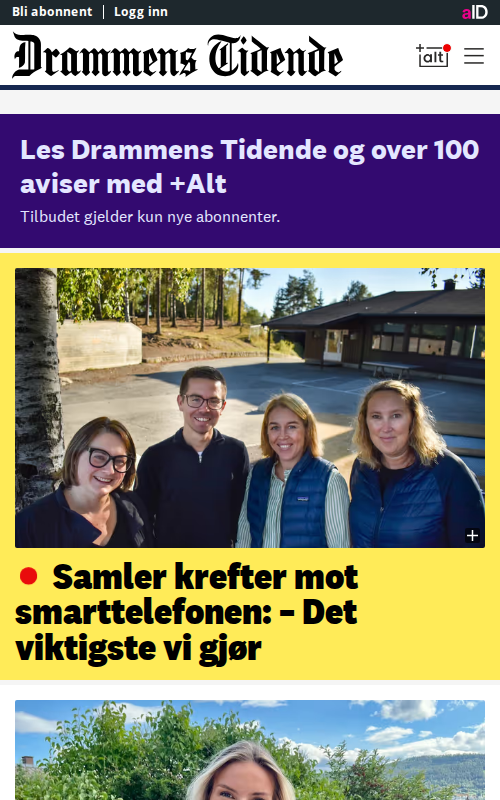 Bli abonnent
Logg inn
aID
Drammens Tidende
+alt
Les Drammens Tidende og over 100
aviser med +Alt
Tilbudet gjelder kun nye abonnenter.
Samler krefter mot
smarttelefonen: – Det
viktigste vi gjør